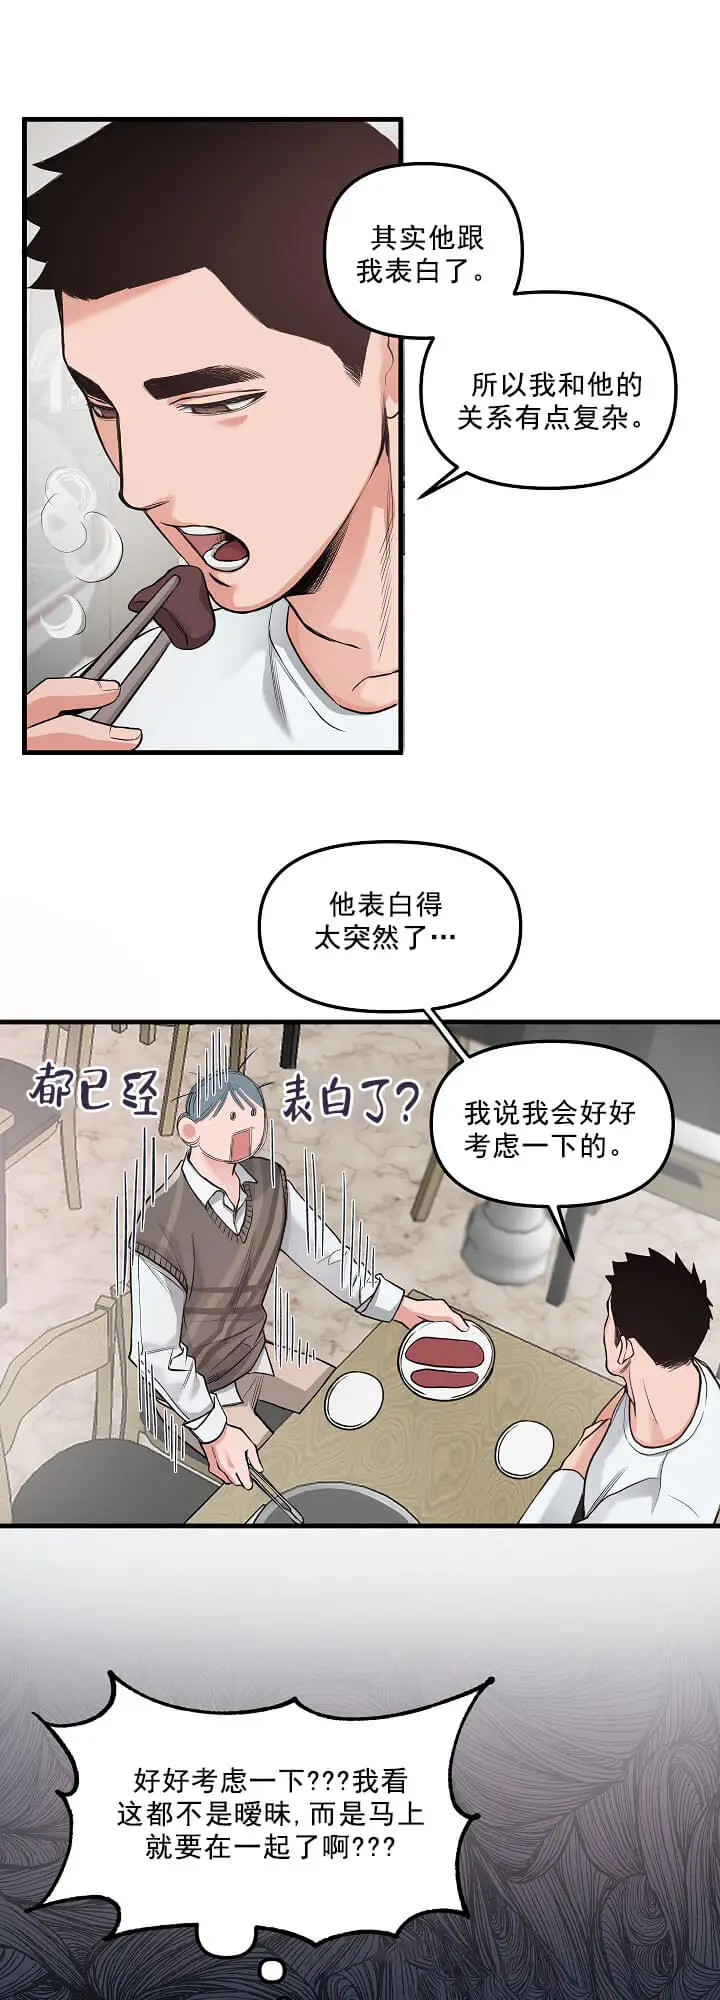 其实他跟
我表白了。
所以我和他的
关系有点复杂。
他表白得
太突然了…
都已经 表白了?
我说我会好好
考虑一下的。
好好考虑一下???我看
这都不是暧昧,而是马上
就要在一起了啊???